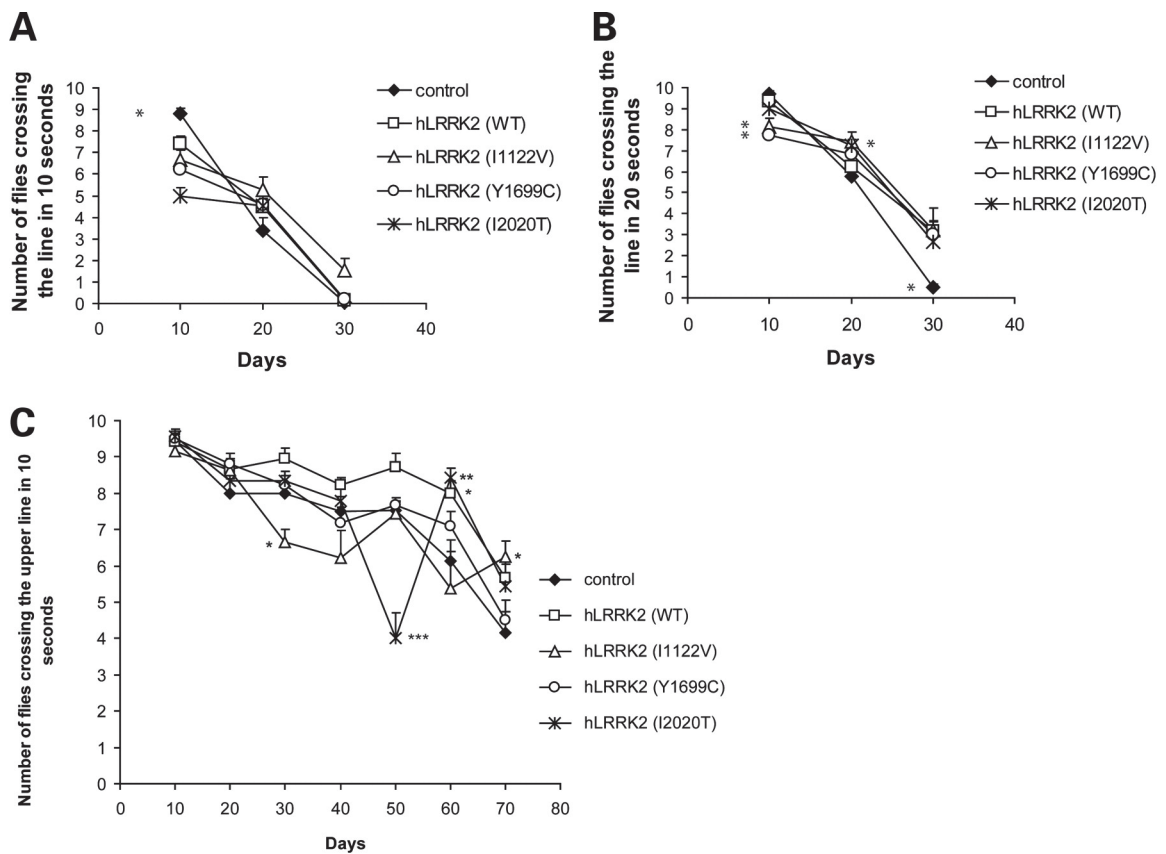 A
Number of flies crossing
the line in 10 seconds
10
9
8
7
6
5
4
3
2
1
0
*
0 10 20 30 40
Days
control
hLRRK2 (WT)
hLRRK2 (I1122V)
hLRRK2 (Y1699C)
hLRRK2 (I2020T)
B
Number of flies crossing the
line in 20 seconds
10
9
8
7
6
5
4
3
2
1
0
*
*
*
*
0 10 20 30 40
Days
control
hLRRK2 (WT)
hLRRK2 (I1122V)
hLRRK2 (Y1699C)
hLRRK2 (I2020T)
C
Number of flies crossing the upper line in 10
seconds
10
9
8
7
6
5
4
3
2
1
0
*
***
**
*
*
0 10 20 30 40 50 60 70 80
Days
control
hLRRK2 (WT)
hLRRK2 (I1122V)
hLRRK2 (Y1699C)
hLRRK2 (I2020T)